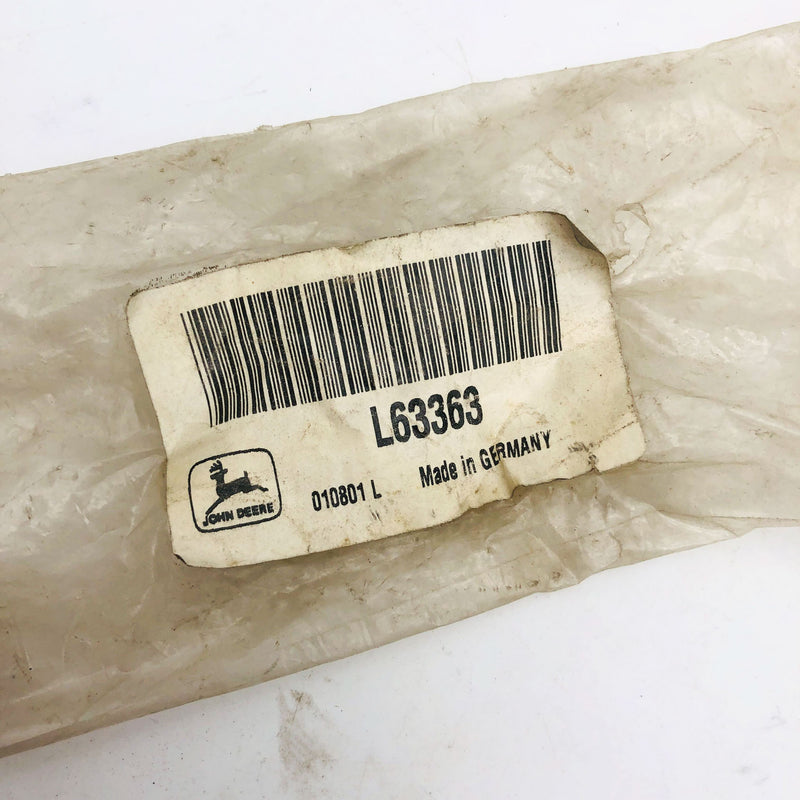 L63363
010801 L Made in GERMANY
JOHN DEERE